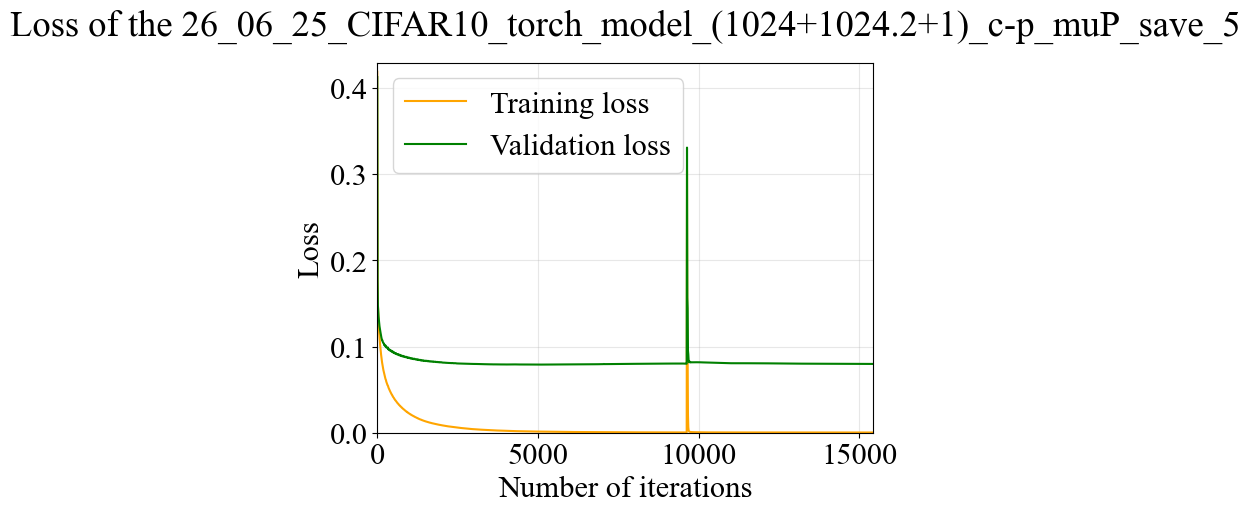 Loss of the 26_06_25_CIFAR10_torch_model_(1024+1024.2+1)_c-p_muP_save_5
Training loss
Validation loss
Loss
0.4
0.3
0.2
0.1
0.0
0 5000 10000 15000
Number of iterations